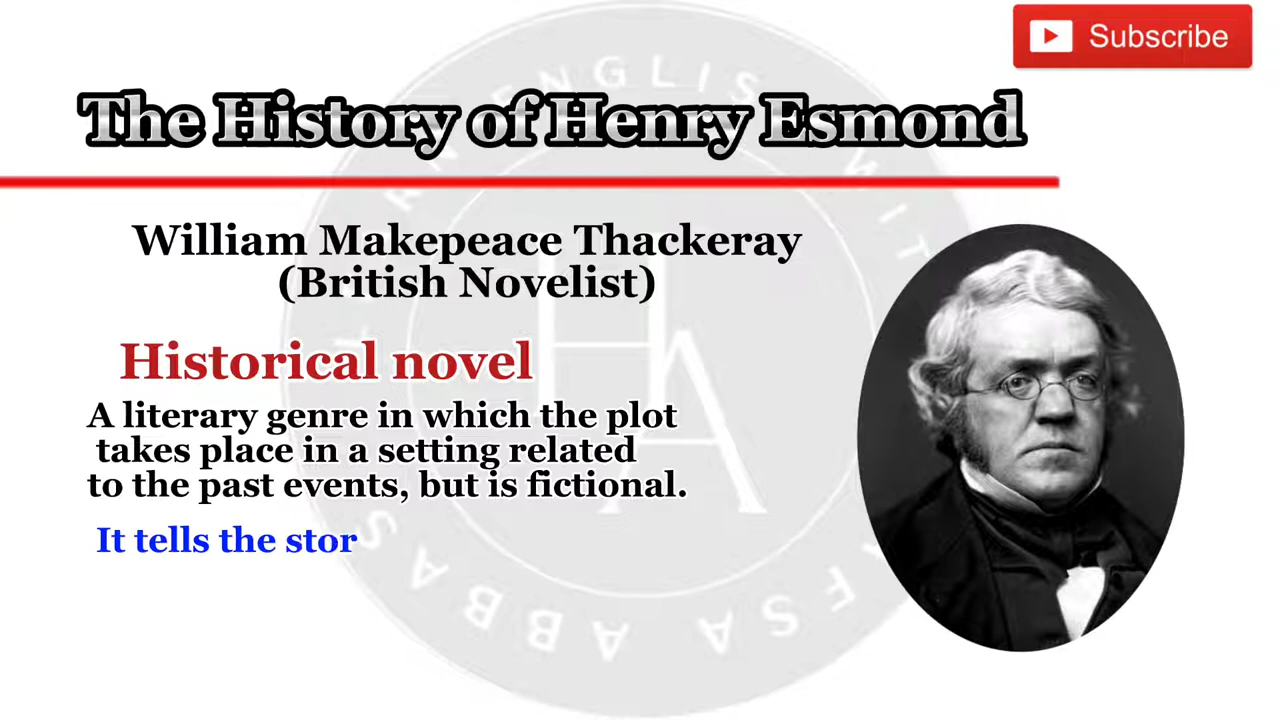 Subscribe
The History of Henry Esmond
William Makepeace Thackeray
(British Novelist)
Historical novel
A literary genre in which the plot
takes place in a setting related
to the past events, but is fictional.
It tells the stor